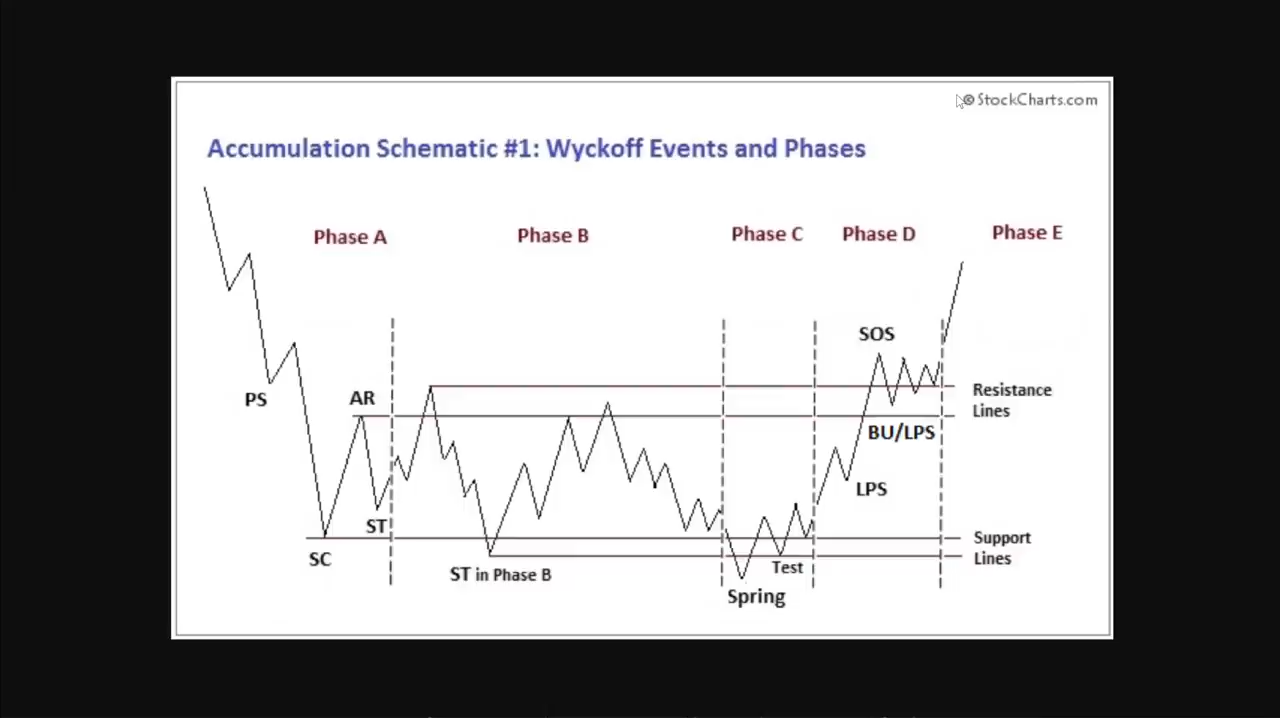 © StockCharts.com
Accumulation Schematic #1: Wyckoff Events and Phases
Phase A
Phase B
Phase C
Phase D
Phase E
SOS
PS
AR
Resistance
Lines
BU/LPS
LPS
ST
Support
Lines
SC
ST in Phase B
Test
Spring